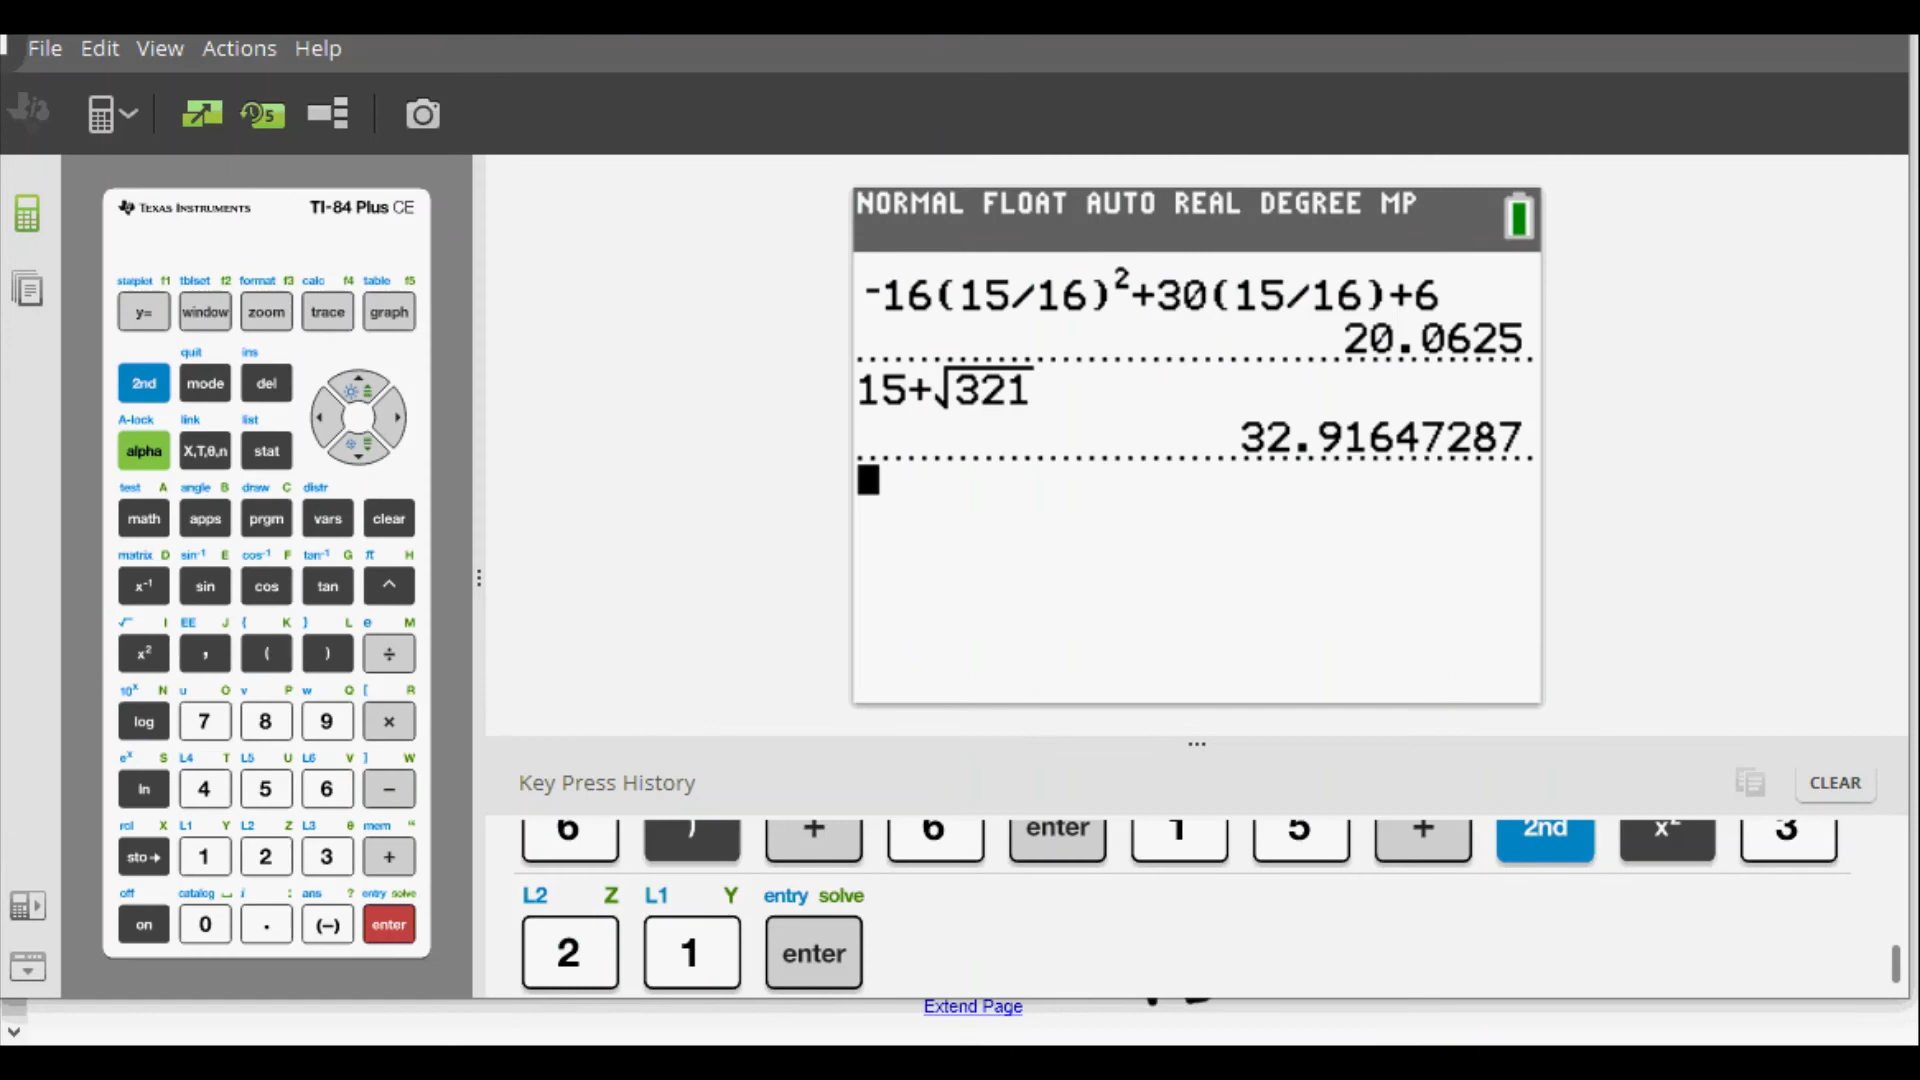 File Edit View Actions Help
TEXAS INSTRUMENTS TI-84 Plus CE
statplot f1 tblset f2 format f3 calc f4 table f5
y= window zoom trace graph
quit ins
2nd mode del
A-lock link list
alpha X,T,θ,n stat
test A angle B draw C distr
math apps prgm vars clear
matrix D sin⁻¹ E cos⁻¹ F tan⁻¹ G π H
x⁻¹ sin cos tan ^
√ I EE J { K } L e M
x² , ( ) ÷
10ˣ N u O v P w Q [ R
log 7 8 9 ×
eˣ S L4 T L5 U L6 V ] W
ln 4 5 6 −
rcl X L1 Y L2 Z L3 θ mem "
sto→ 1 2 3 +
off catalog ⎵ i : ans ? entry solve
on 0 . (−) enter
NORMAL FLOAT AUTO REAL DEGREE MP
-16(15/16)²+30(15/16)+6
20.0625
15+√321
32.91647287
Key Press History CLEAR
6 ) + 6 enter 1 5 + 2nd x² 3
L2 Z L1 Y entry solve
2 1 enter
Extend Page